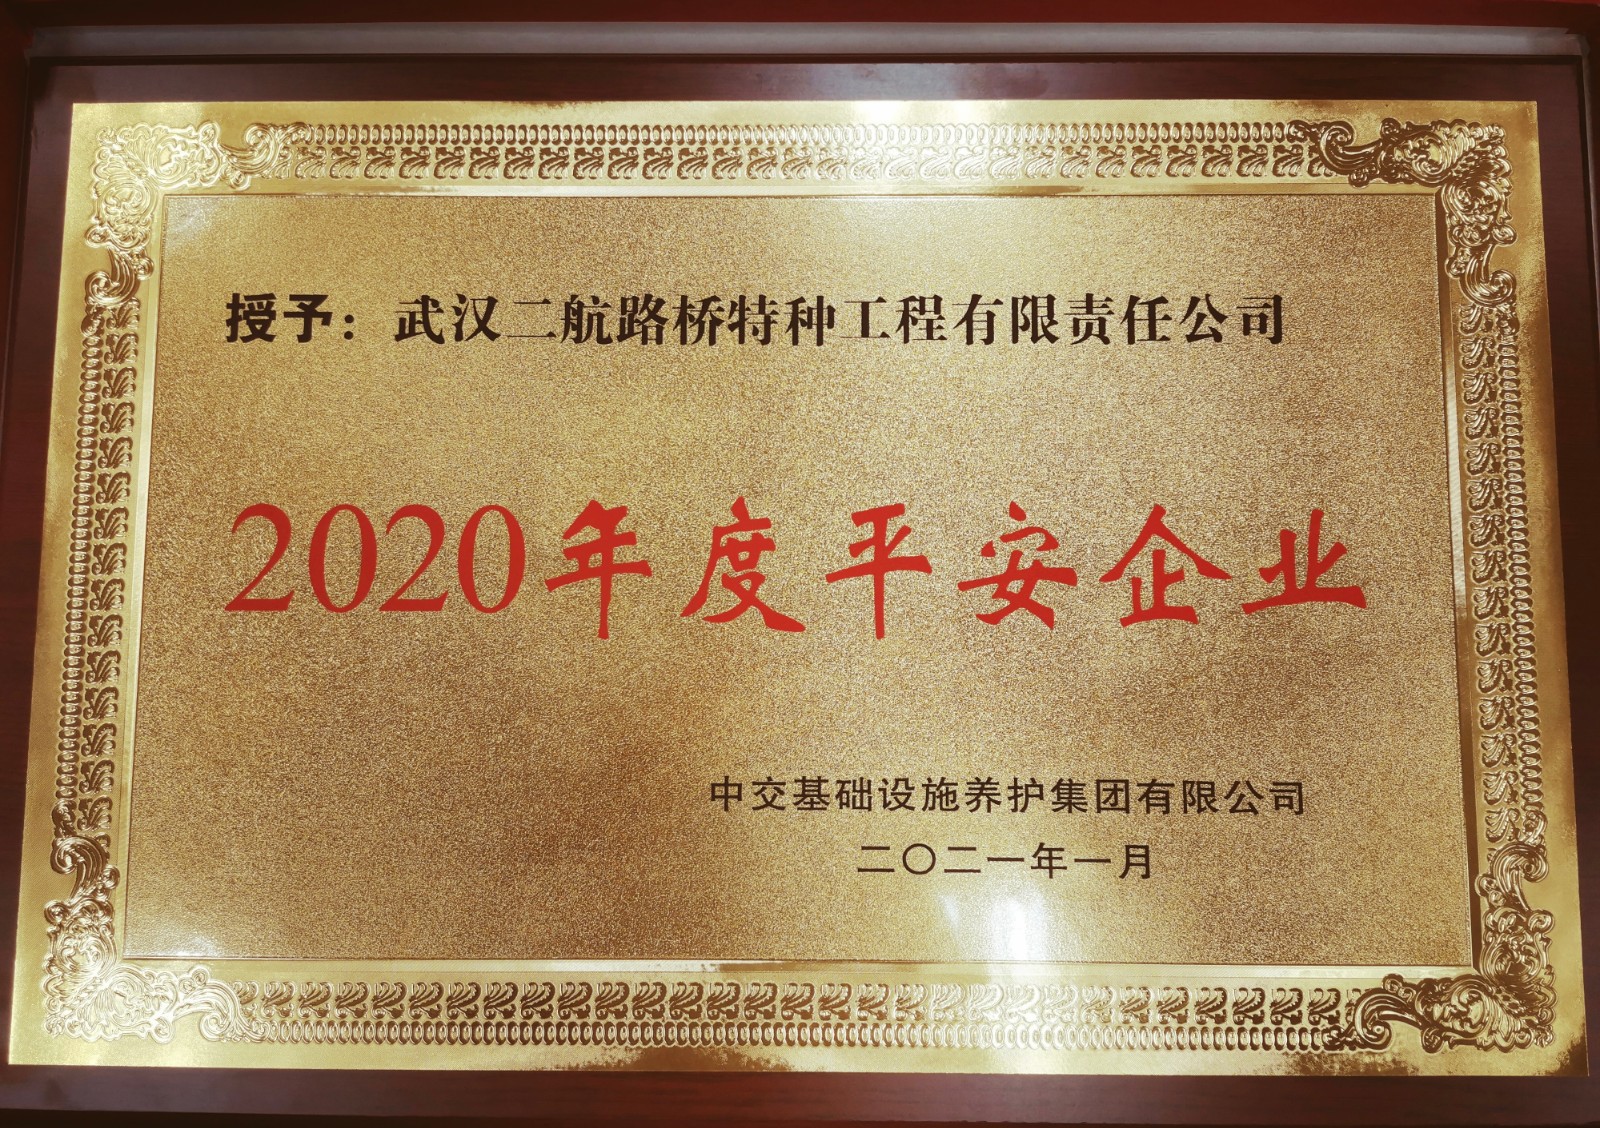 授予：武汉二航路桥特种工程有限责任公司
2020年度平安企业
中交基础设施养护集团有限公司
二〇二一年一月